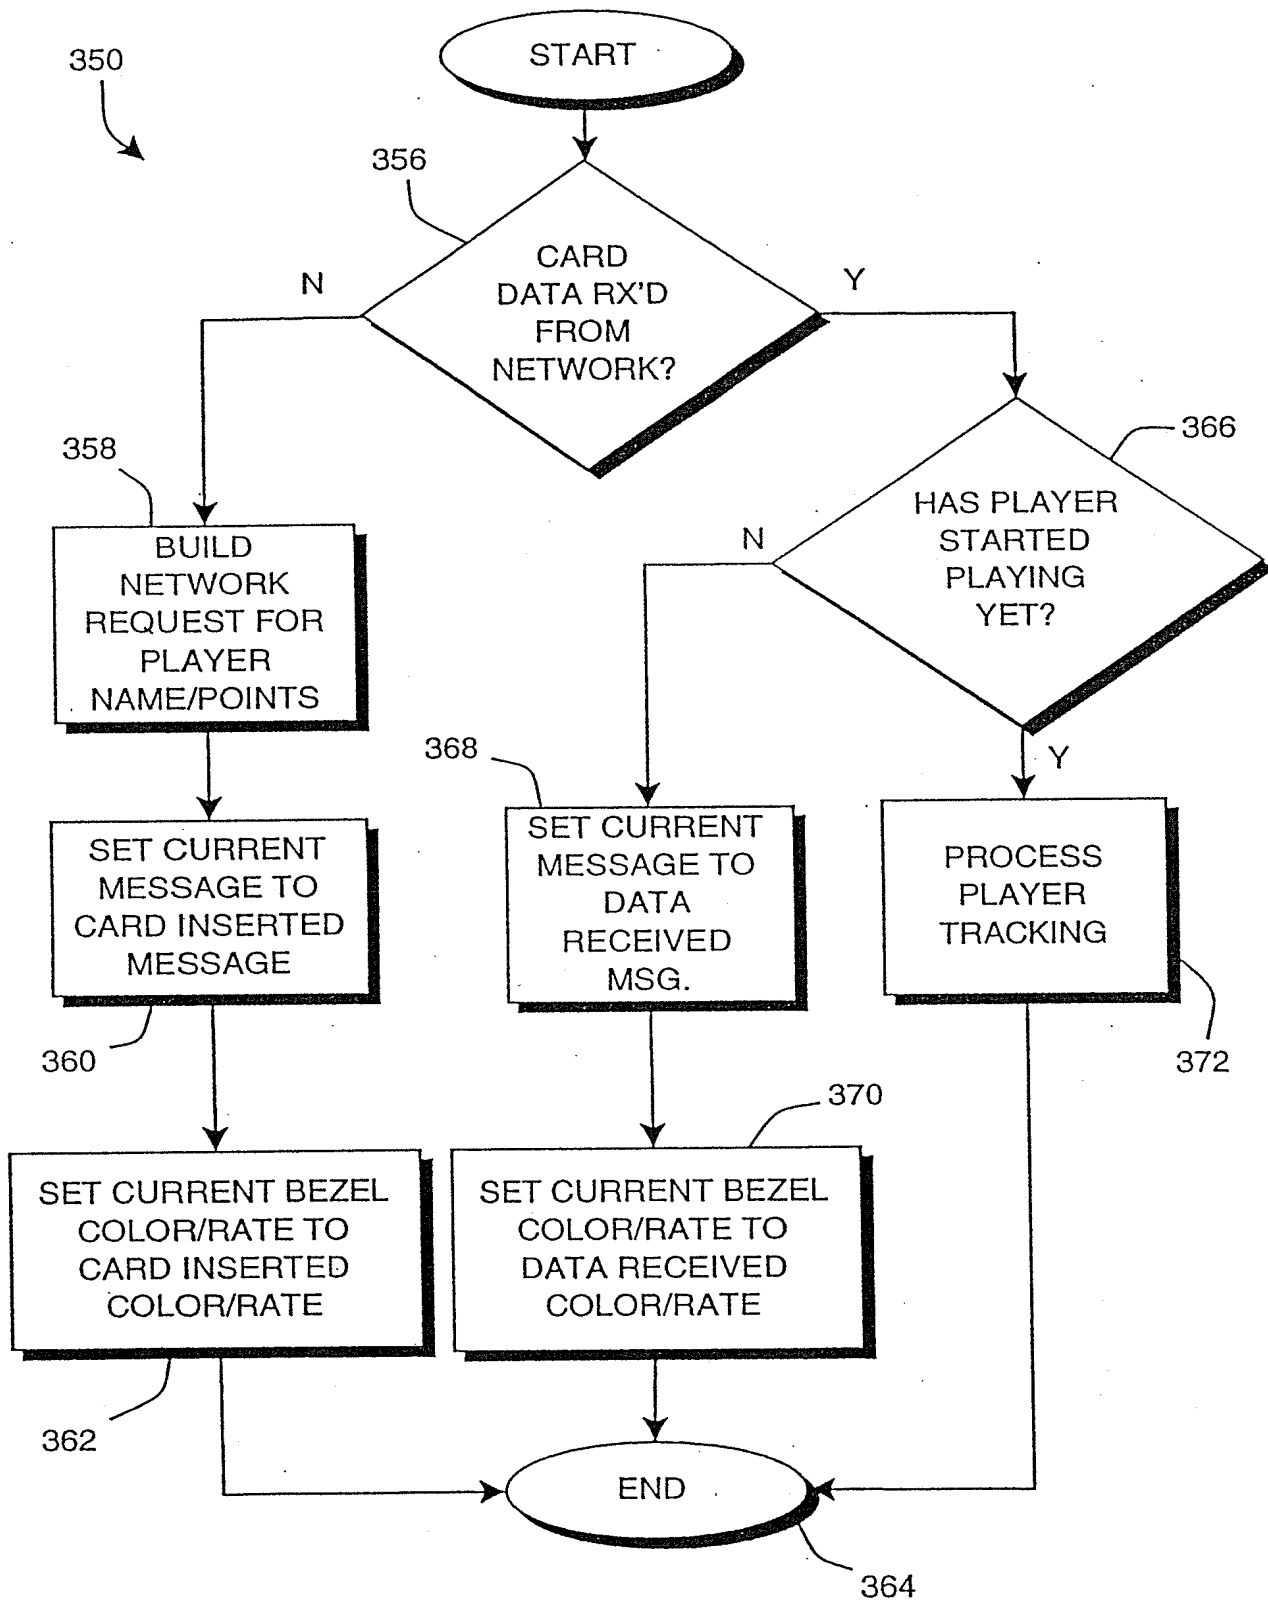 START
350
356
CARD
DATA RX'D
FROM
NETWORK?
N
Y
366
HAS PLAYER
STARTED
PLAYING
YET?
N
Y
358
BUILD
NETWORK
REQUEST FOR
PLAYER
NAME/POINTS
368
SET CURRENT
MESSAGE TO
CARD INSERTED
MESSAGE
360
SET CURRENT
MESSAGE TO
DATA
RECEIVED
MSG.
PROCESS
PLAYER
TRACKING
372
370
SET CURRENT BEZEL
COLOR/RATE TO
CARD INSERTED
COLOR/RATE
362
SET CURRENT BEZEL
COLOR/RATE TO
DATA RECEIVED
COLOR/RATE
END
364